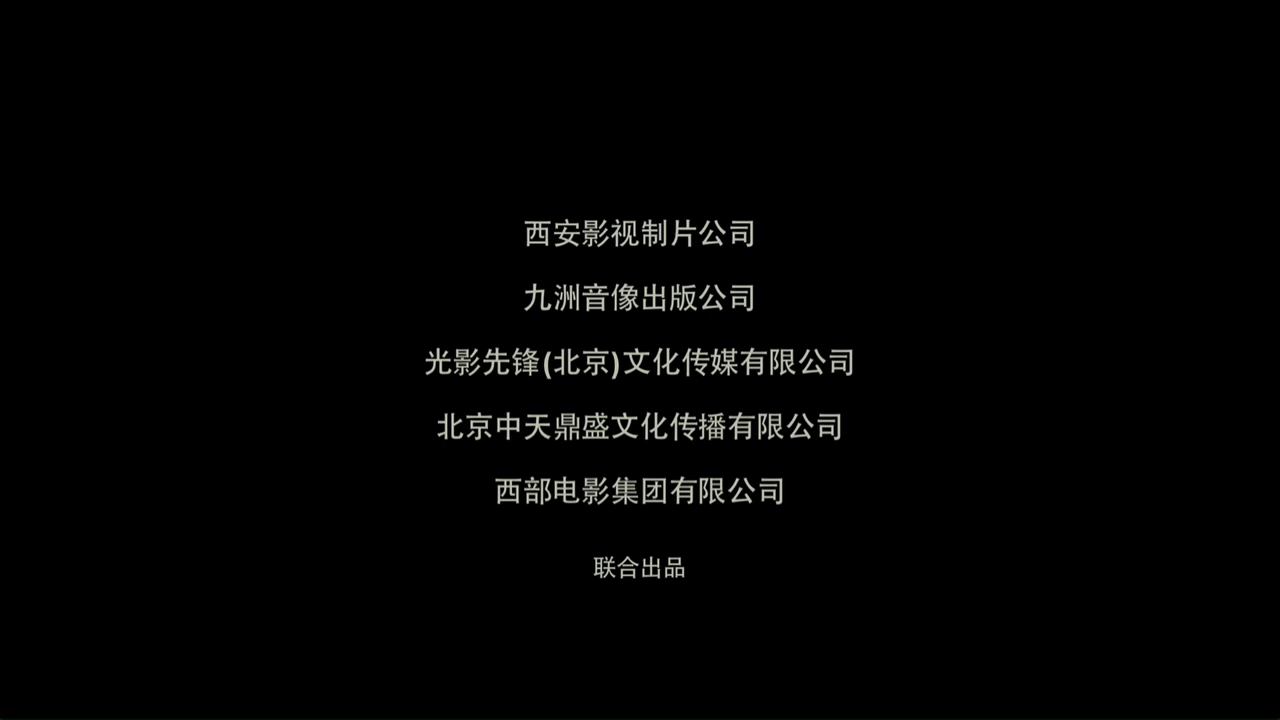 西安影视制片公司
九洲音像出版公司
光影先锋(北京)文化传媒有限公司
北京中天鼎盛文化传播有限公司
西部电影集团有限公司
联合出品